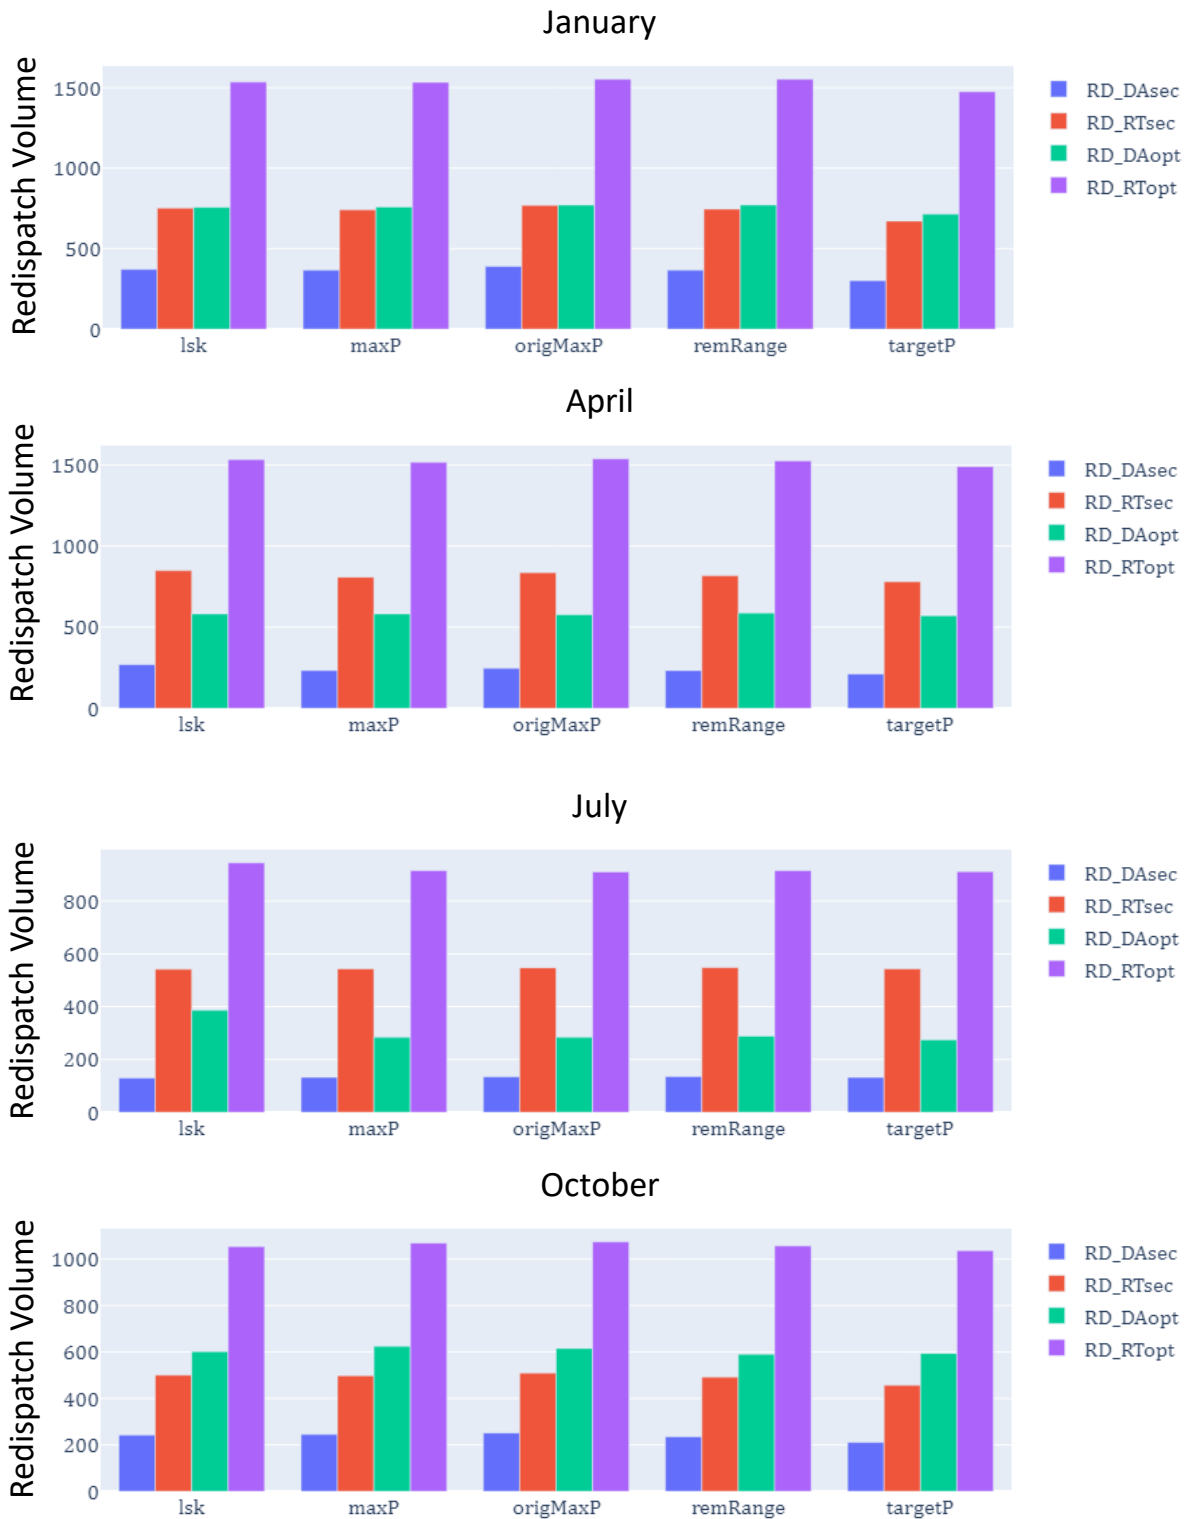 January
Redispatch Volume
1500
1000
500
0
lsk maxP origMaxP remRange targetP
RD_DAsec
RD_RTsec
RD_DAopt
RD_RTopt
April
Redispatch Volume
1500
1000
500
0
lsk maxP origMaxP remRange targetP
RD_DAsec
RD_RTsec
RD_DAopt
RD_RTopt
July
Redispatch Volume
800
600
400
200
0
lsk maxP origMaxP remRange targetP
RD_DAsec
RD_RTsec
RD_DAopt
RD_RTopt
October
Redispatch Volume
1000
800
600
400
200
0
lsk maxP origMaxP remRange targetP
RD_DAsec
RD_RTsec
RD_DAopt
RD_RTopt